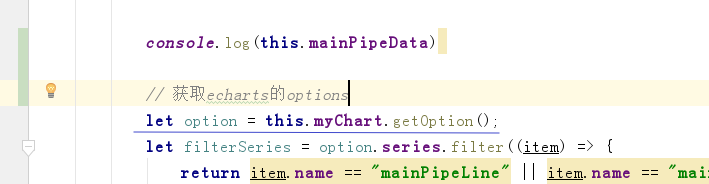 console.log(this.mainPipeData)
// 获取echarts的options
let option = this.myChart.getOption();
let filterSeries = option.series.filter((item) => {
return item.name == "mainPipeLine" || item.name == "mai